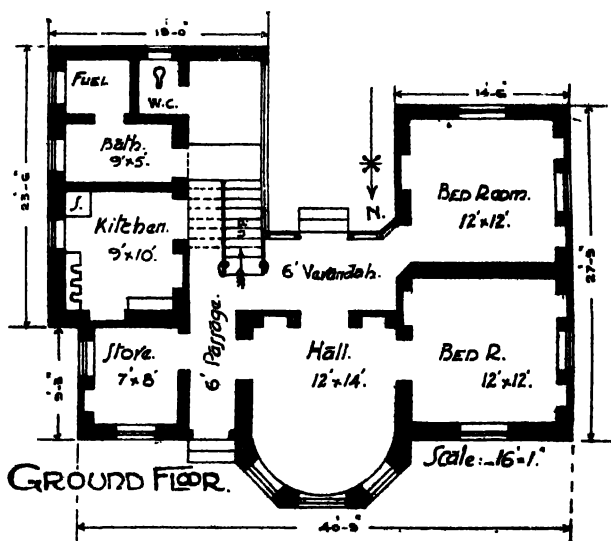 18'-0"
FUEL
W.C.
14'-6"
Bath.
9'x5'.
23'-6"
N.
BED ROOM.
12'x12'.
S.
Kitchen.
9'x10'.
UP
6' Verandah.
27'-9"
6' Passage.
Store.
7'x8'
Hall.
12'x14'.
BED R.
12'x12'.
GROUND FLOOR.
Scale:-16'=1."
40'-9"